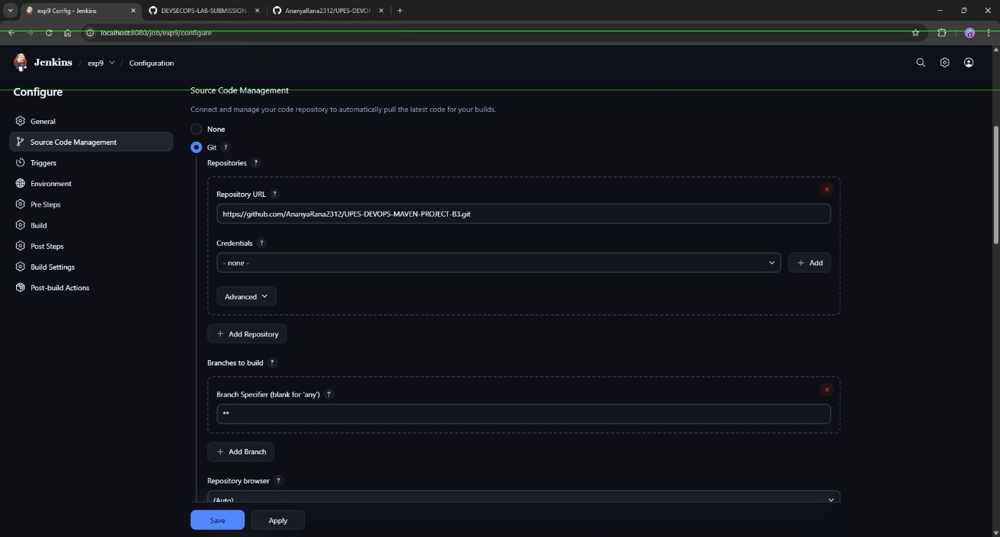 exp9 Config - Jenkins
DEVSECOPS-LAB-SUBMISSION-
AnanyaRana2312/UPES-DEVOP
localhost:8080/job/exp9/configure
Jenkins / exp9 / Configuration
Configure
General
Source Code Management
Triggers
Environment
Pre Steps
Build
Post Steps
Build Settings
Post-build Actions
Source Code Management
Connect and manage your code repository to automatically pull the latest code for your builds.
None
Git ?
Repositories ?
Repository URL ?
https://github.com/AnanyaRana2312/UPES-DEVOPS-MAVEN-PROJECT-B3.git
Credentials ?
- none -
+ Add
Advanced
+ Add Repository
Branches to build ?
Branch Specifier (blank for 'any') ?
**
+ Add Branch
Repository browser ?
(Auto)
Save
Apply